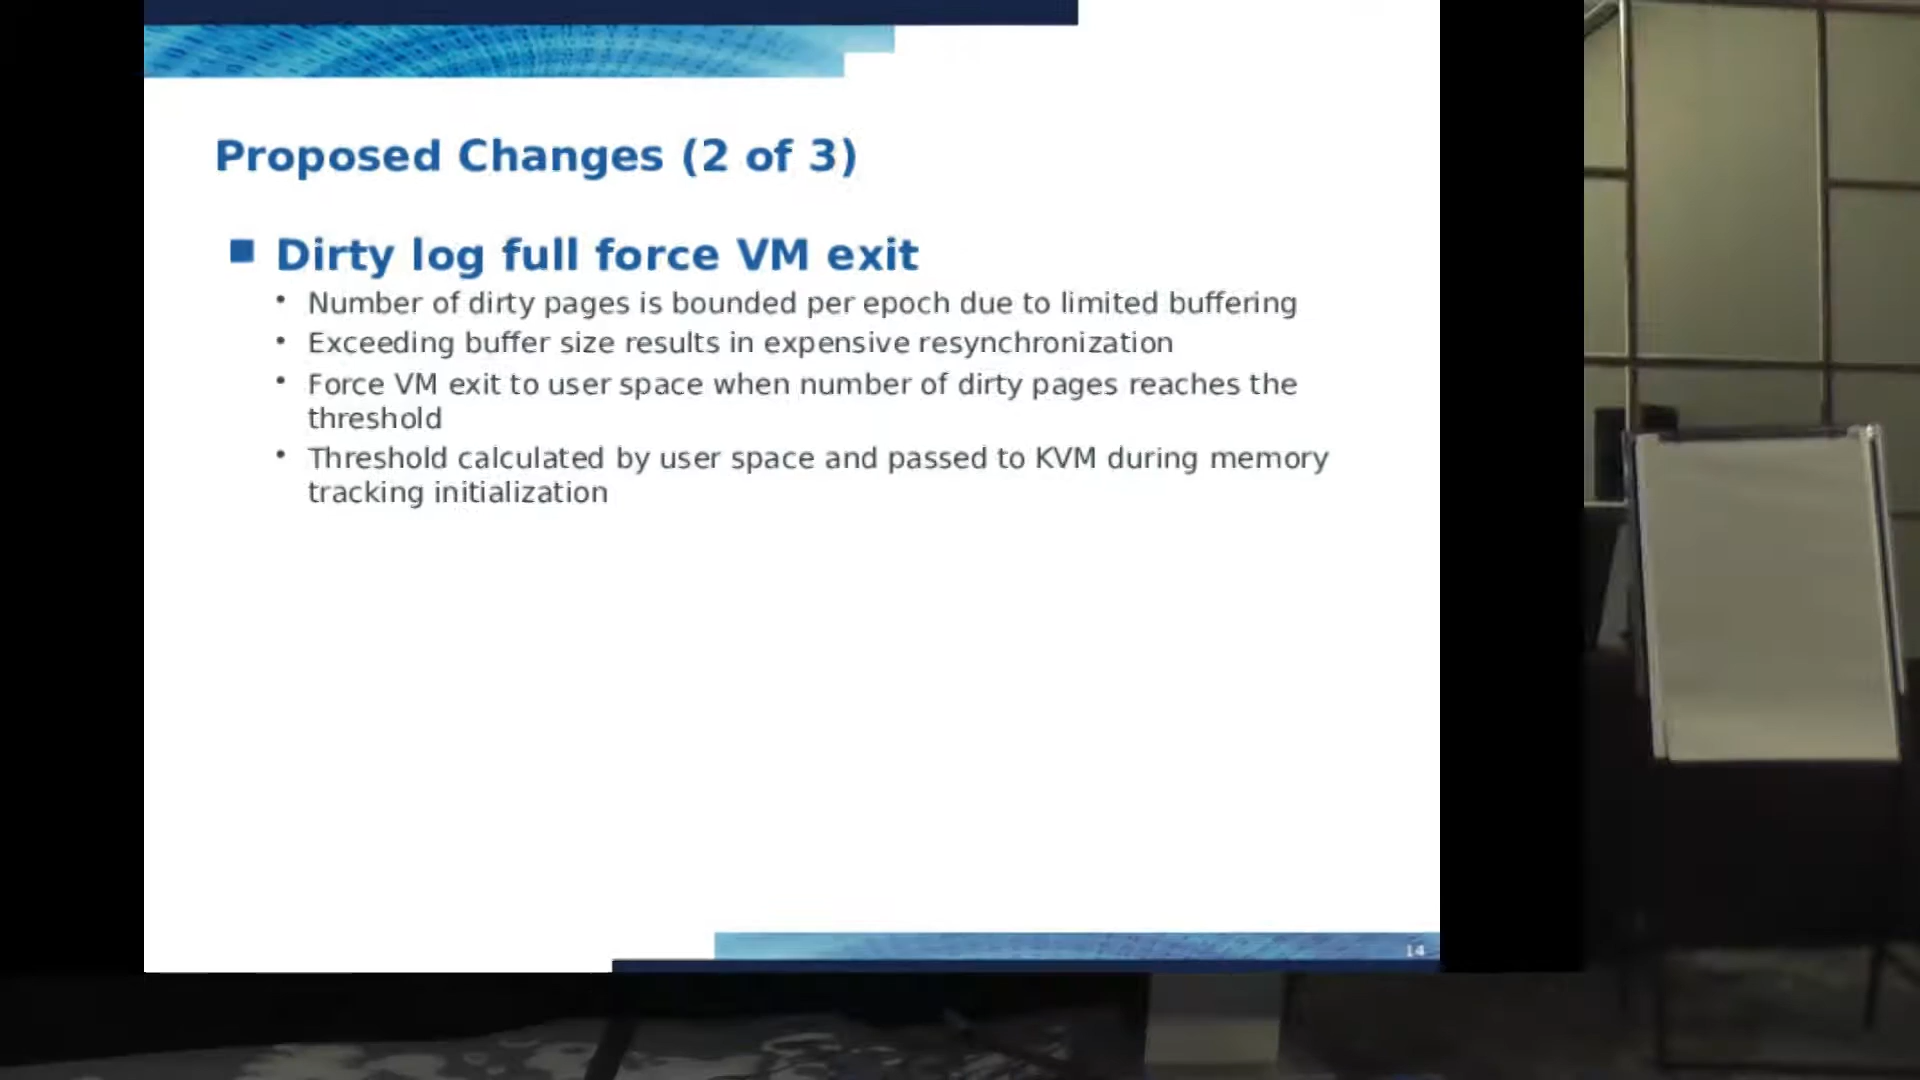 Proposed Changes (2 of 3)
Dirty log full force VM exit
• Number of dirty pages is bounded per epoch due to limited buffering
• Exceeding buffer size results in expensive resynchronization
• Force VM exit to user space when number of dirty pages reaches the
threshold
• Threshold calculated by user space and passed to KVM during memory
tracking initialization
14